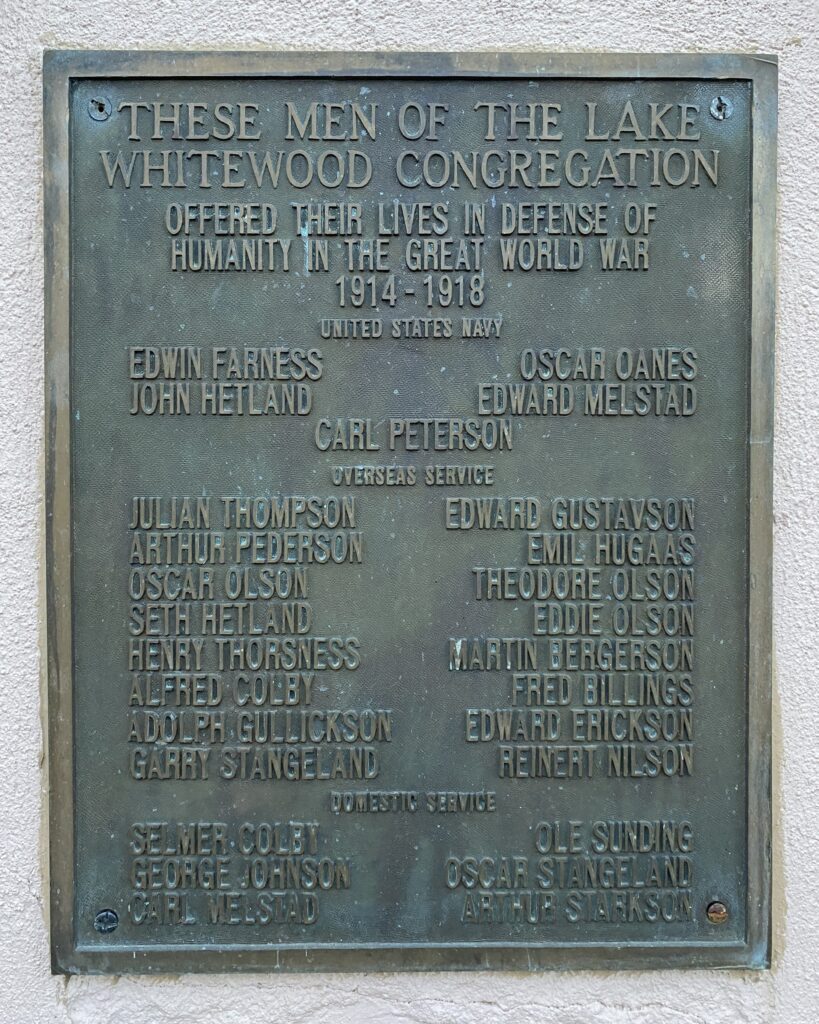 THESE MEN OF THE LAKE
WHITEWOOD CONGREGATION
OFFERED THEIR LIVES IN DEFENSE OF
HUMANITY IN THE GREAT WORLD WAR
1914 - 1918
UNITED STATES NAVY
EDWIN FARNESS OSCAR OANES
JOHN HETLAND EDWARD MELSTAD
CARL PETERSON
OVERSEAS SERVICE
JULIAN THOMPSON EDWARD GUSTAVSON
ARTHUR PEDERSON EMIL HUGAAS
OSCAR OLSON THEODORE OLSON
SETH HETLAND EDDIE OLSON
HENRY THORSNESS MARTIN BERGERSON
ALFRED COLBY FRED BILLINGS
ADOLPH GULLICKSON EDWARD ERICKSON
GARRY STANGELAND REINERT NILSON
DOMESTIC SERVICE
SELMER COLBY OLE SUNDING
GEORGE JOHNSON OSCAR STANGELAND
CARL MELSTAD ARTHUR STARKSON